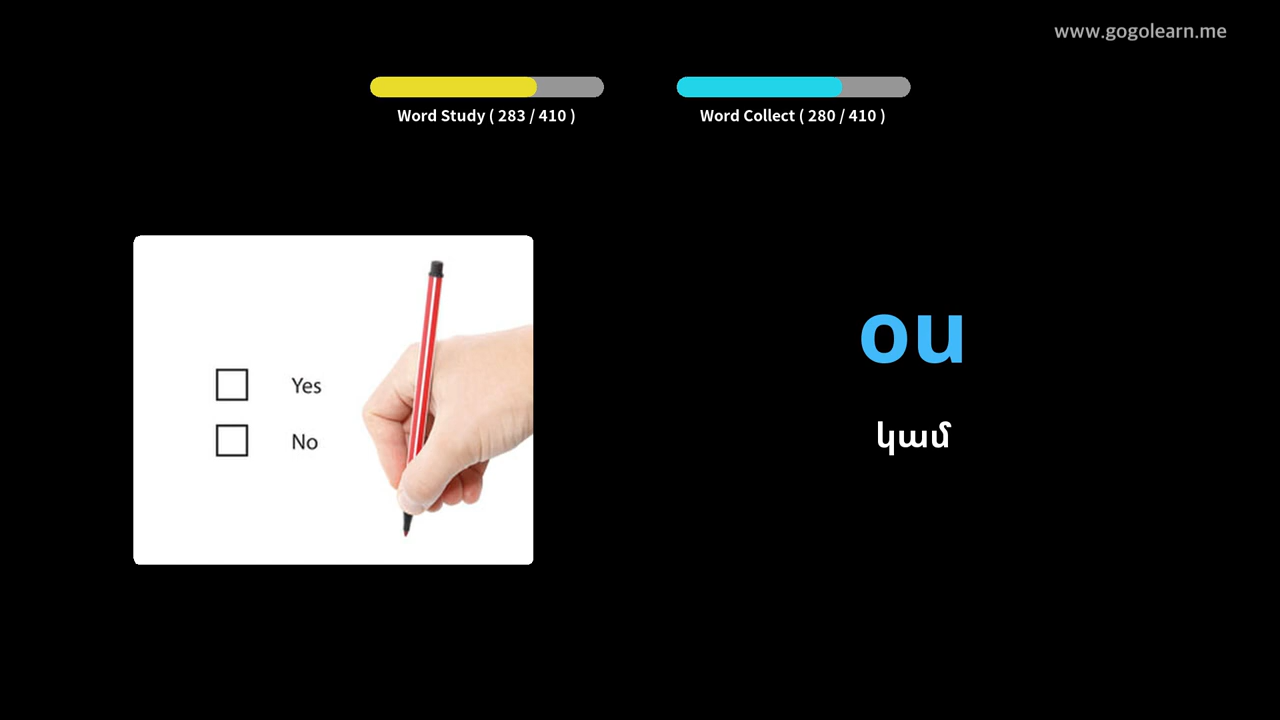 www.gogolearn.me
Word Study ( 283 / 410 )
Word Collect ( 280 / 410 )
Yes
No
ou
կամ